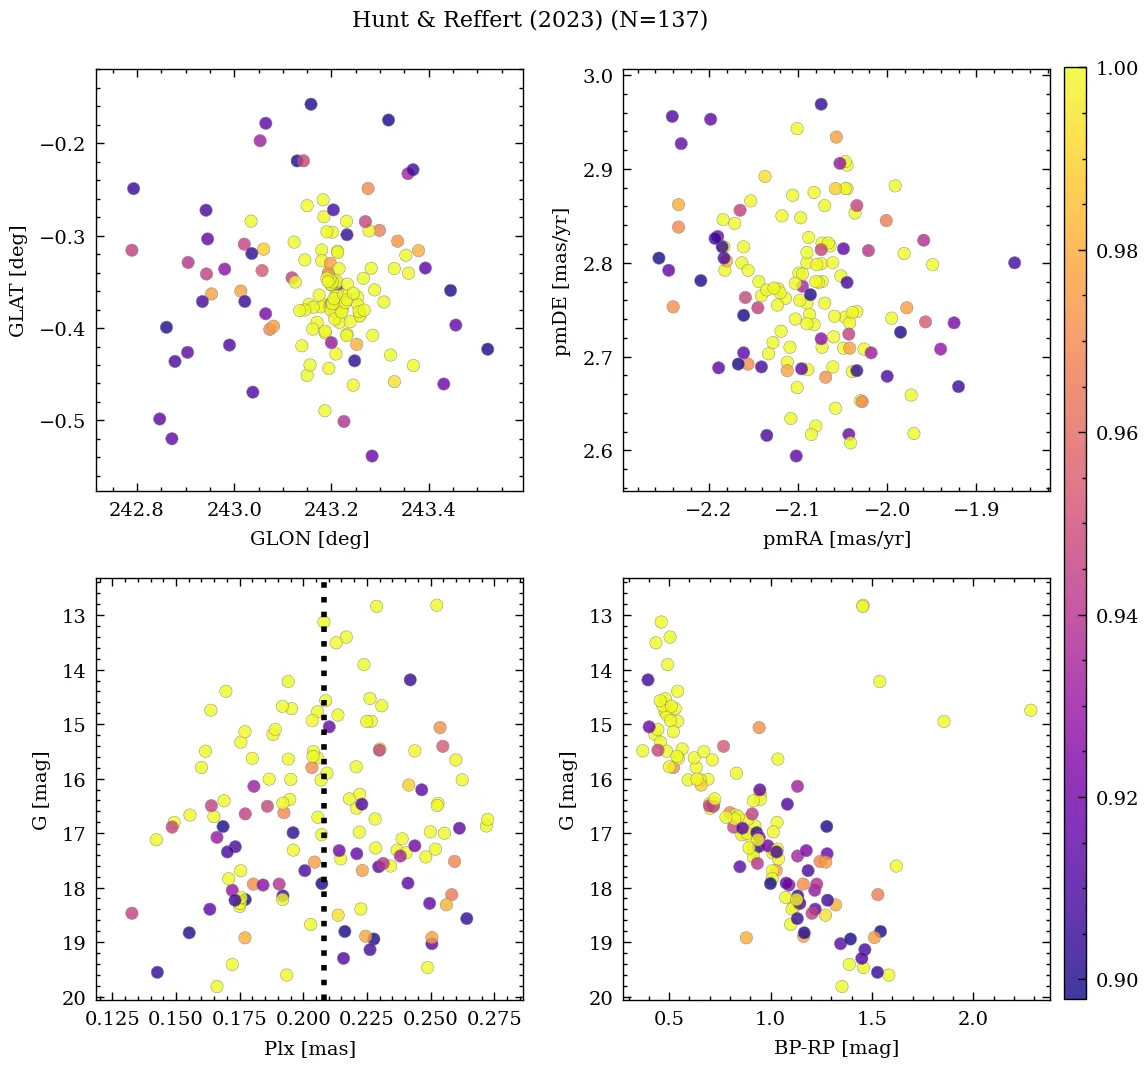 Hunt & Reffert (2023) (N=137)
−0.2
−0.3
−0.4
−0.5
GLAT [deg]
242.8 243.0 243.2 243.4
GLON [deg]
3.0
2.9
2.8
2.7
2.6
pmDE [mas/yr]
−2.2 −2.1 −2.0 −1.9
pmRA [mas/yr]
1.00
0.98
0.96
0.94
0.92
0.90
13
14
15
16
17
18
19
20
G [mag]
0.125 0.150 0.175 0.200 0.225 0.250 0.275
Plx [mas]
13
14
15
16
17
18
19
20
G [mag]
0.5 1.0 1.5 2.0
BP-RP [mag]